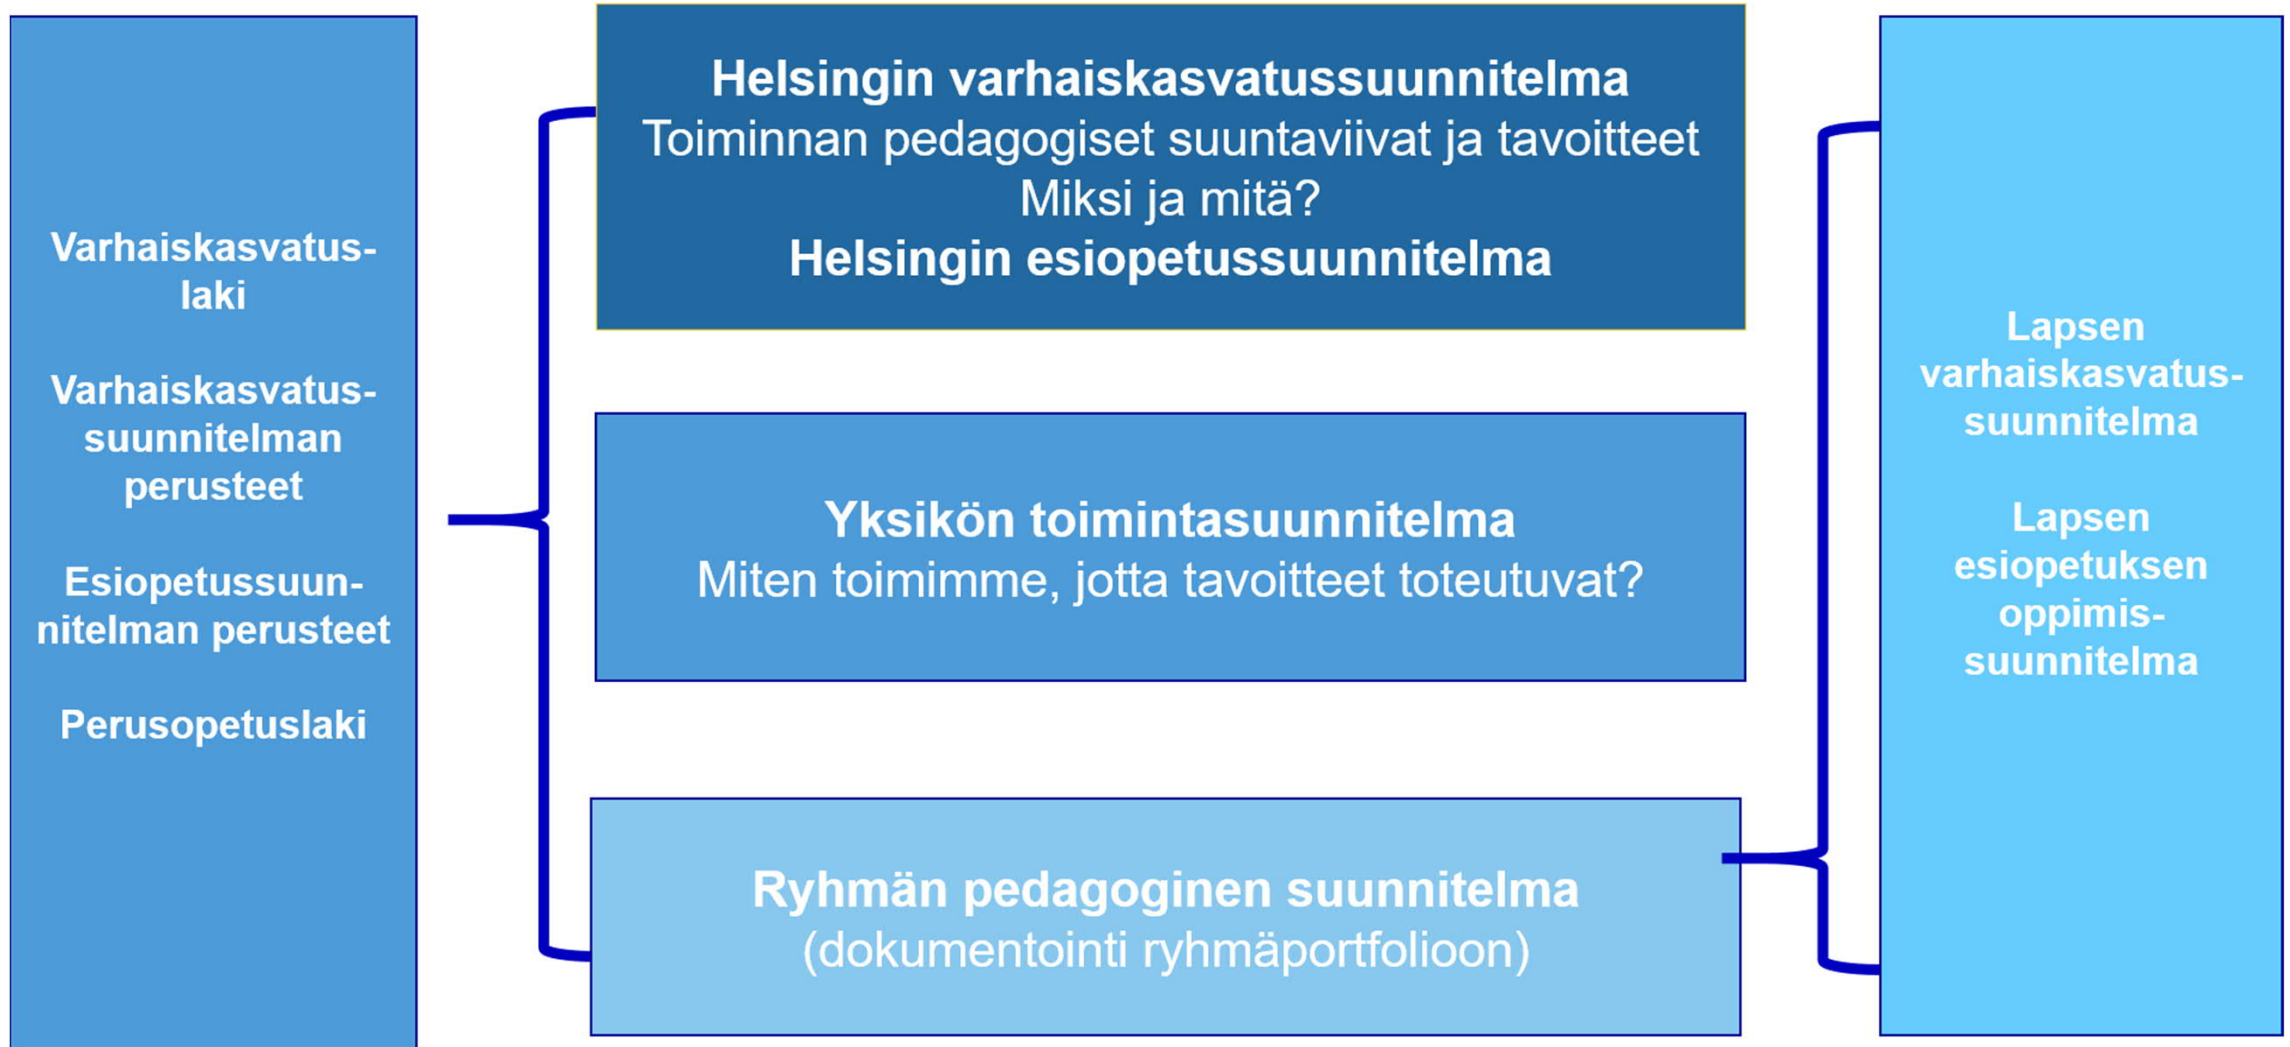 Varhaiskasvatus-
laki
Varhaiskasvatus-
suunnitelman
perusteet
Esiopetussuun-
nitelman perusteet
Perusopetuslaki
Helsingin varhaiskasvatussuunnitelma
Toiminnan pedagogiset suuntaviivat ja tavoitteet
Miksi ja mitä?
Helsingin esiopetussuunnitelma
Yksikön toimintasuunnitelma
Miten toimimme, jotta tavoitteet toteutuvat?
Ryhmän pedagoginen suunnitelma
(dokumentointi ryhmäportfolioon)
Lapsen
varhaiskasvatus-
suunnitelma
Lapsen
esiopetuksen
oppimis-
suunnitelma